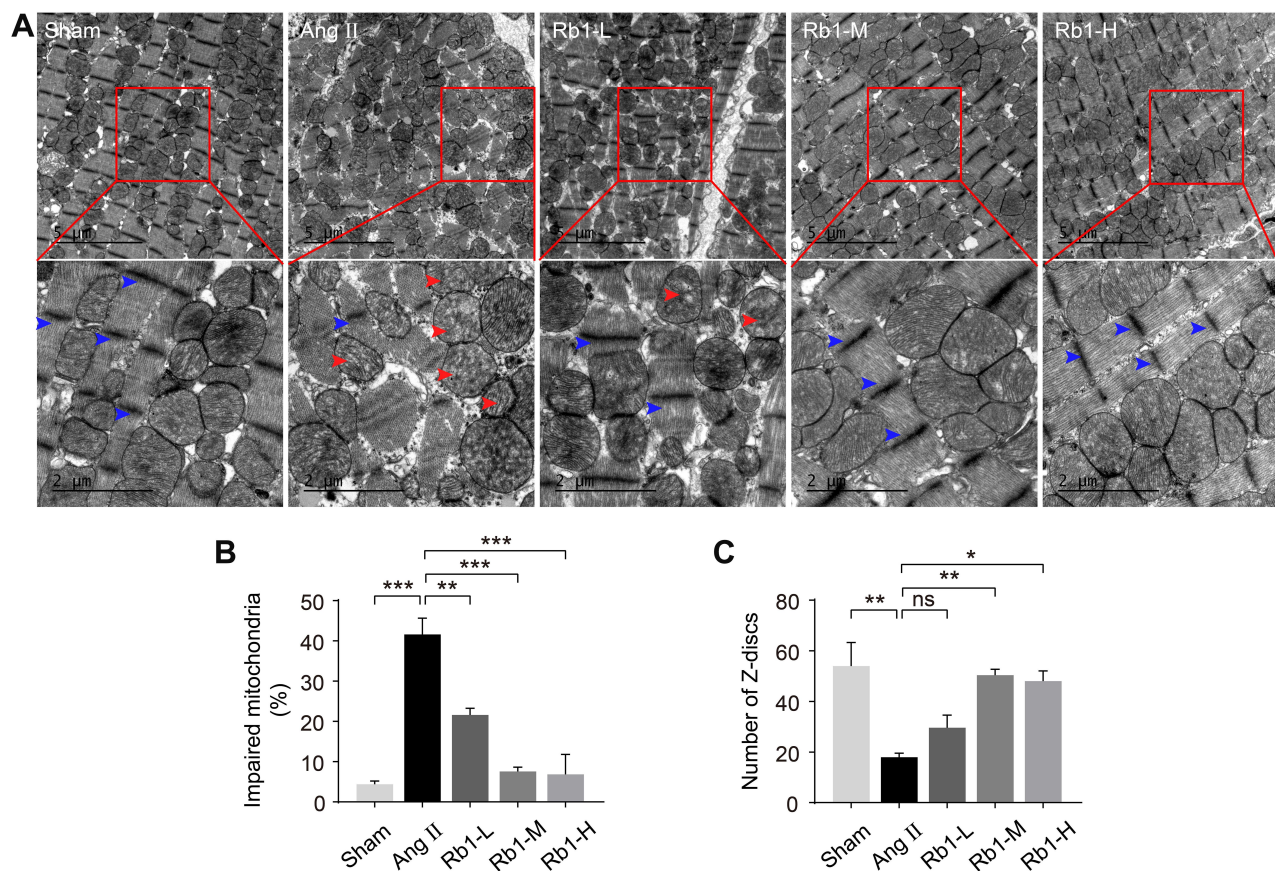 A
Sham
Ang II
Rb1-L
Rb1-M
Rb1-H
5 μm
5 μm
5 μm
5 μm
5 μm
2 μm
2 μm
2 μm
2 μm
2 μm
B
***
***
*** **
Impaired mitochondria
(%)
50
40
30
20
10
0
Sham
Ang II
Rb1-L
Rb1-M
Rb1-H
C
*
**
** ns
Number of Z-discs
80
60
40
20
0
Sham
Ang II
Rb1-L
Rb1-M
Rb1-H